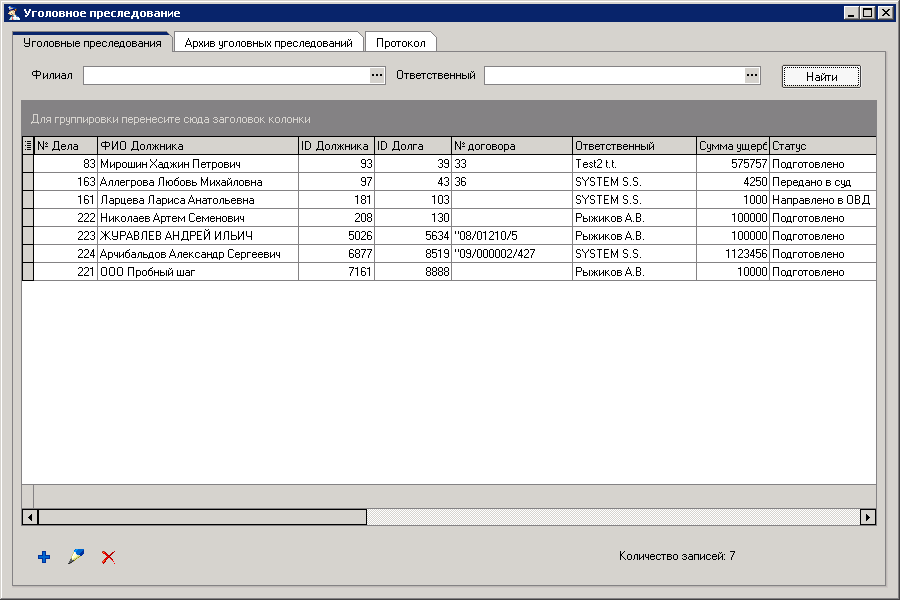 Уголовное преследование
Уголовные преследования Архив уголовных преследований Протокол
Филиал ... Ответственный ... Найти
Для группировки перенесите сюда заголовок колонки
№ Дела ФИО Должника ID Должника ID Долга № договора Ответственный Сумма ущерб Статус
83 Мирошин Хаджин Петрович 93 39 33 Test2 t.t. 575757 Подготовлено
163 Аллегрова Любовь Михайловна 97 43 36 SYSTEM S.S. 4250 Передано в суд
161 Ларцева Лариса Анатольевна 181 103 SYSTEM S.S. 1000 Направлено в ОВД
222 Николаев Артем Семенович 208 130 Рыжиков А.В. 100000 Подготовлено
223 ЖУРАВЛЕВ АНДРЕЙ ИЛЬИЧ 5026 5634 "08/01210/5 Рыжиков А.В. 100000 Подготовлено
224 Арчибальдов Александр Сергеевич 6877 8519 "09/000002/427 SYSTEM S.S. 1123456 Подготовлено
221 ООО Пробный шаг 7161 8888 Рыжиков А.В. 10000 Подготовлено
Количество записей: 7